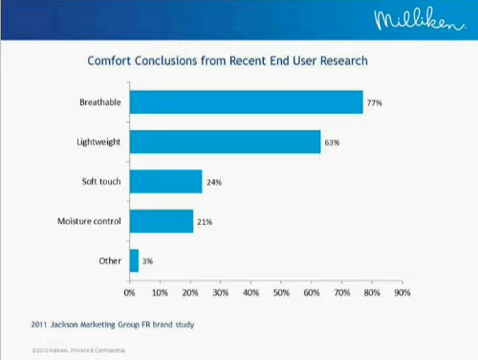 Milliken.
Comfort Conclusions from Recent End User Research
Breathable 77%
Lightweight 63%
Soft touch 24%
Moisture control 21%
Other 3%
0% 10% 20% 30% 40% 50% 60% 70% 80% 90%
2011 Jackson Marketing Group FR brand study
©2010 Milliken, Private & Confidential